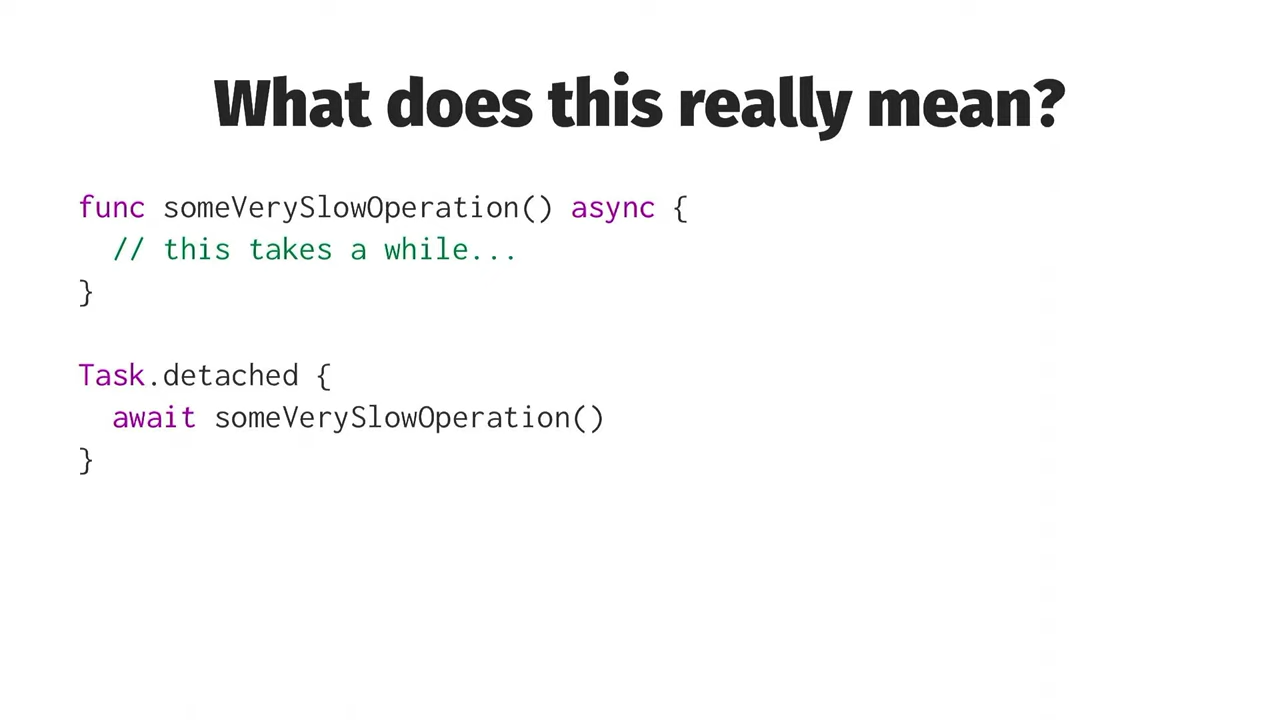 What does this really mean?
func someVerySlowOperation() async {
  // this takes a while...
}
Task.detached {
  await someVerySlowOperation()
}